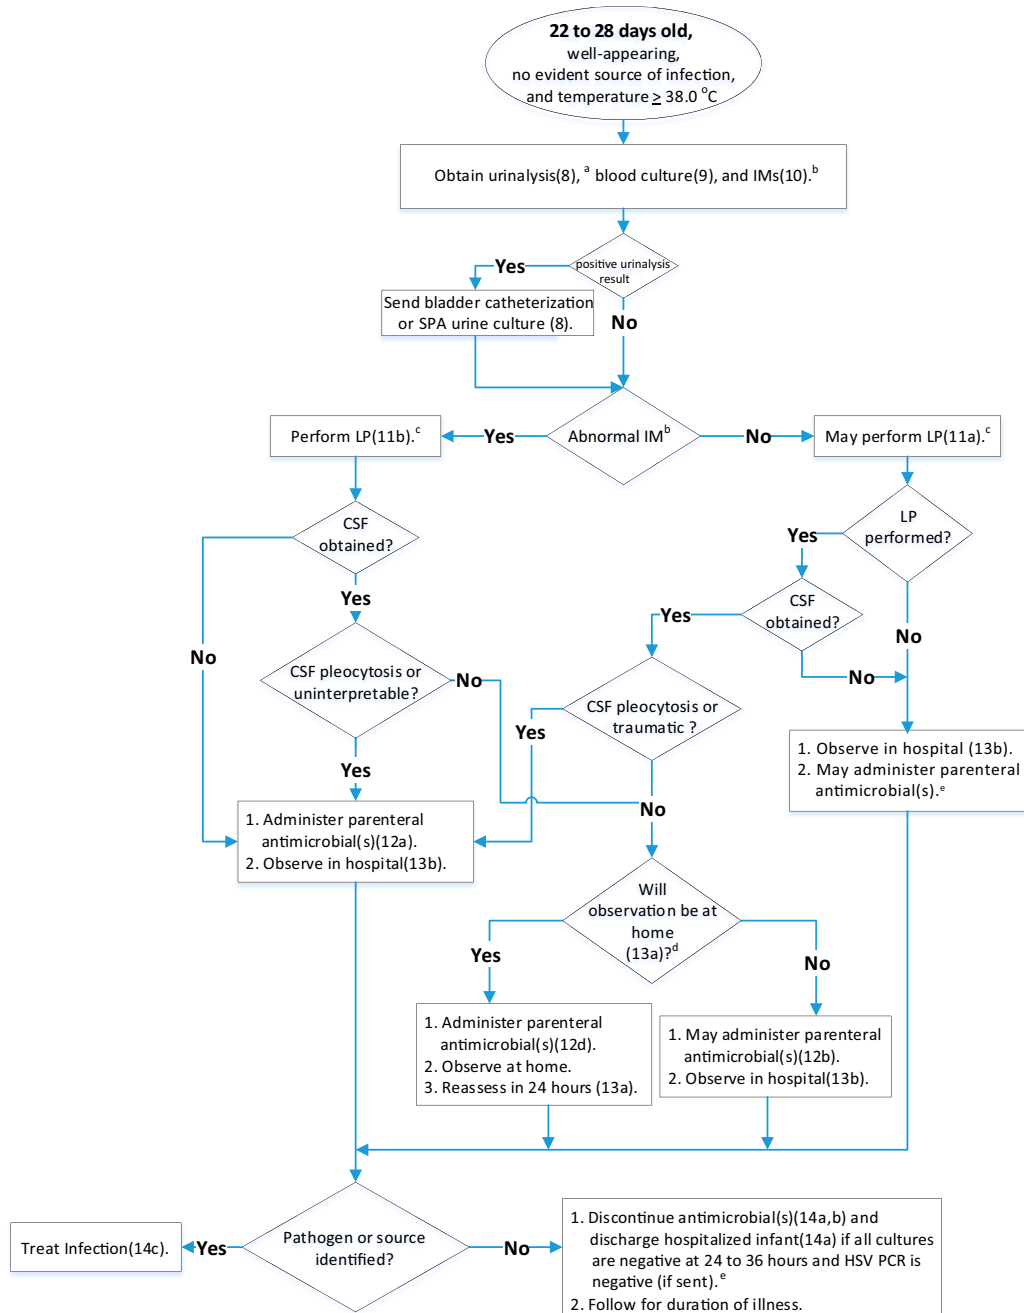 22 to 28 days old,
well-appearing,
no evident source of infection,
and temperature ≥ 38.0 °C
Obtain urinalysis(8), a blood culture(9), and IMs(10).b
positive urinalysis
result
Yes
Send bladder catheterization
or SPA urine culture (8).
No
Abnormal IMb
Yes
Perform LP(11b).c
No
May perform LP(11a).c
CSF
obtained?
LP
performed?
Yes
Yes
CSF
obtained?
Yes
No
No
No
CSF pleocytosis or
uninterpretable?
No
CSF pleocytosis or
traumatic ?
Yes
Yes
No
1. Observe in hospital (13b).
2. May administer parenteral
antimicrobial(s).e
1. Administer parenteral
antimicrobial(s)(12a).
2. Observe in hospital(13b).
Will
observation be at
home
(13a)?d
Yes
No
1. Administer parenteral
antimicrobial(s)(12d).
2. Observe at home.
3. Reassess in 24 hours (13a).
1. May administer parenteral
antimicrobial(s)(12b).
2. Observe in hospital(13b).
Pathogen or source
identified?
Yes
Treat Infection(14c).
No
1. Discontinue antimicrobial(s)(14a,b) and
discharge hospitalized infant(14a) if all cultures
are negative at 24 to 36 hours and HSV PCR is
negative (if sent).e
2. Follow for duration of illness.